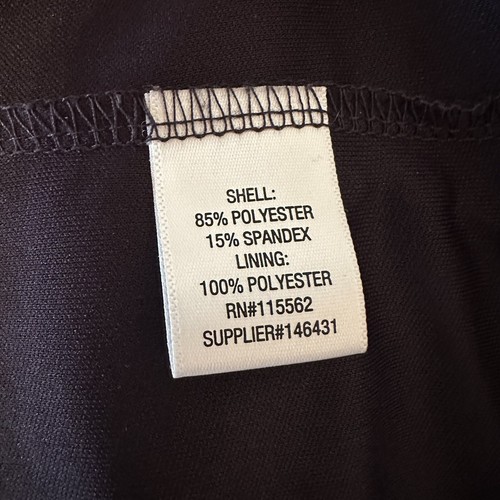 SHELL:
85% POLYESTER
15% SPANDEX
LINING:
100% POLYESTER
RN#115562
SUPPLIER#146431